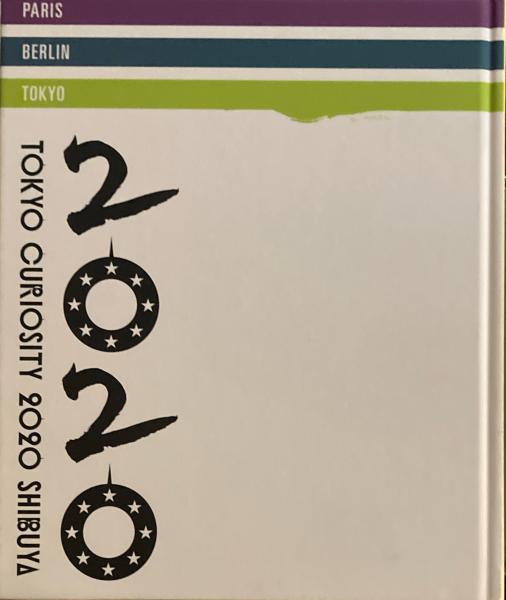 PARIS
BERLIN
TOKYO
2020
TOKYO CURIOSITY 2020 SHIBUYA